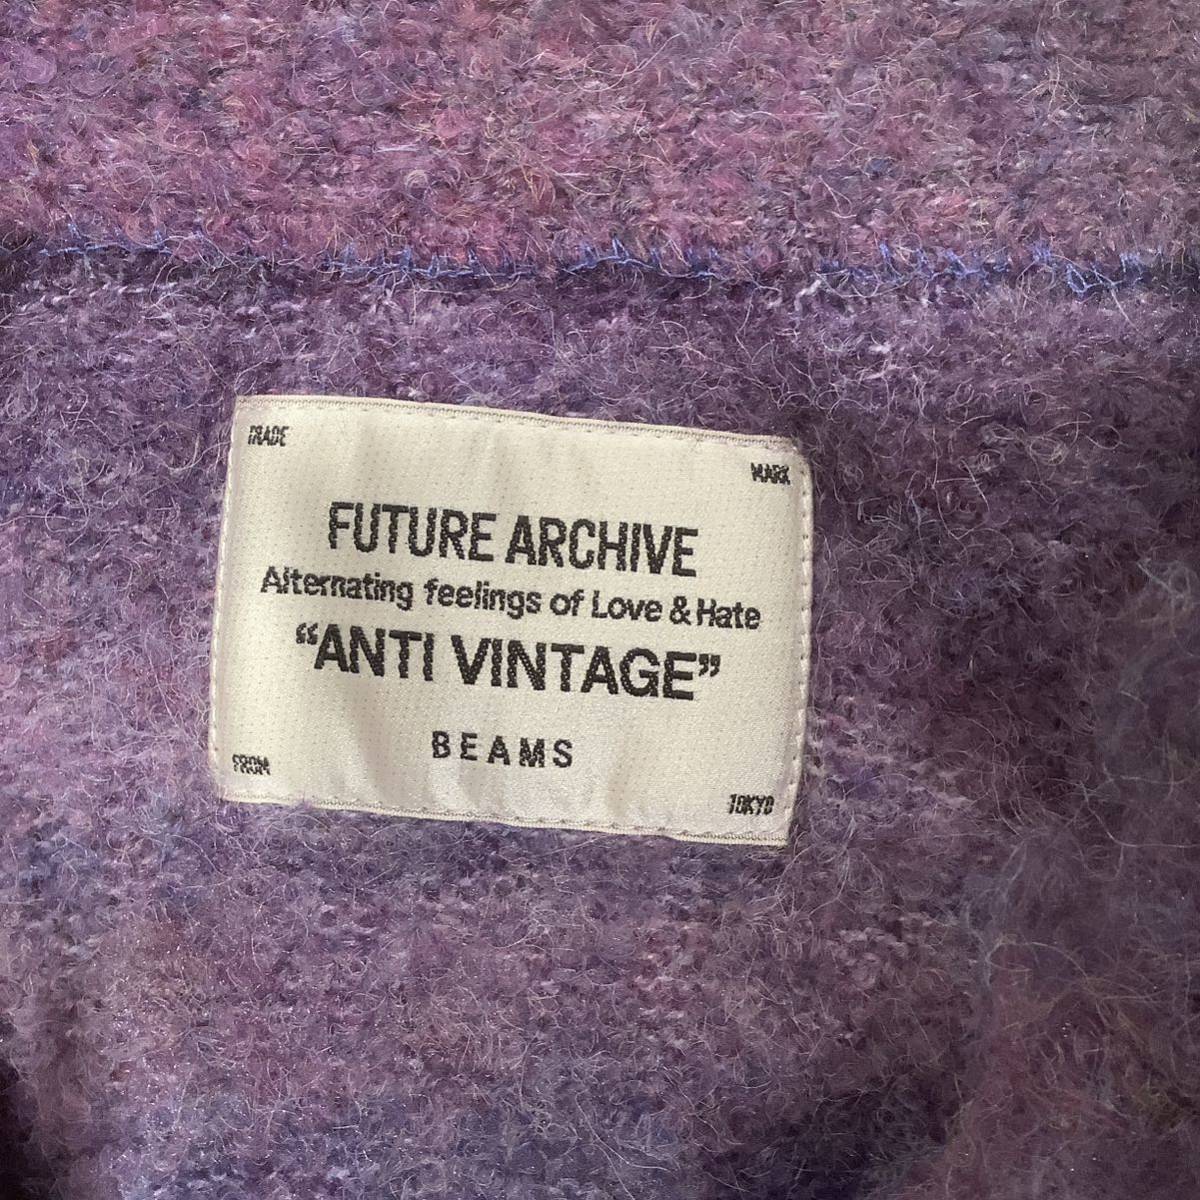 TRADE MARK
FUTURE ARCHIVE
Alternating feelings of Love & Hate
“ANTI VINTAGE”
BEAMS
FROM TOKYO